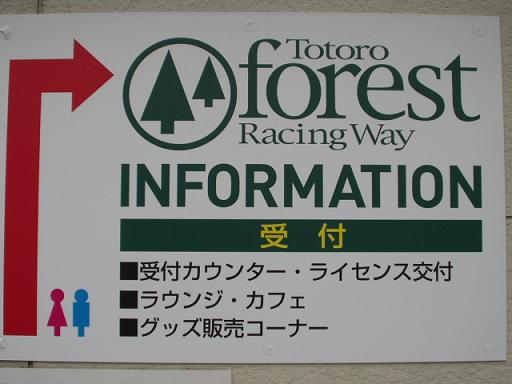 Totoro
forest
Racing Way
INFORMATION
受付
■受付カウンター・ライセンス交付
■ラウンジ・カフェ
■グッズ販売コーナー